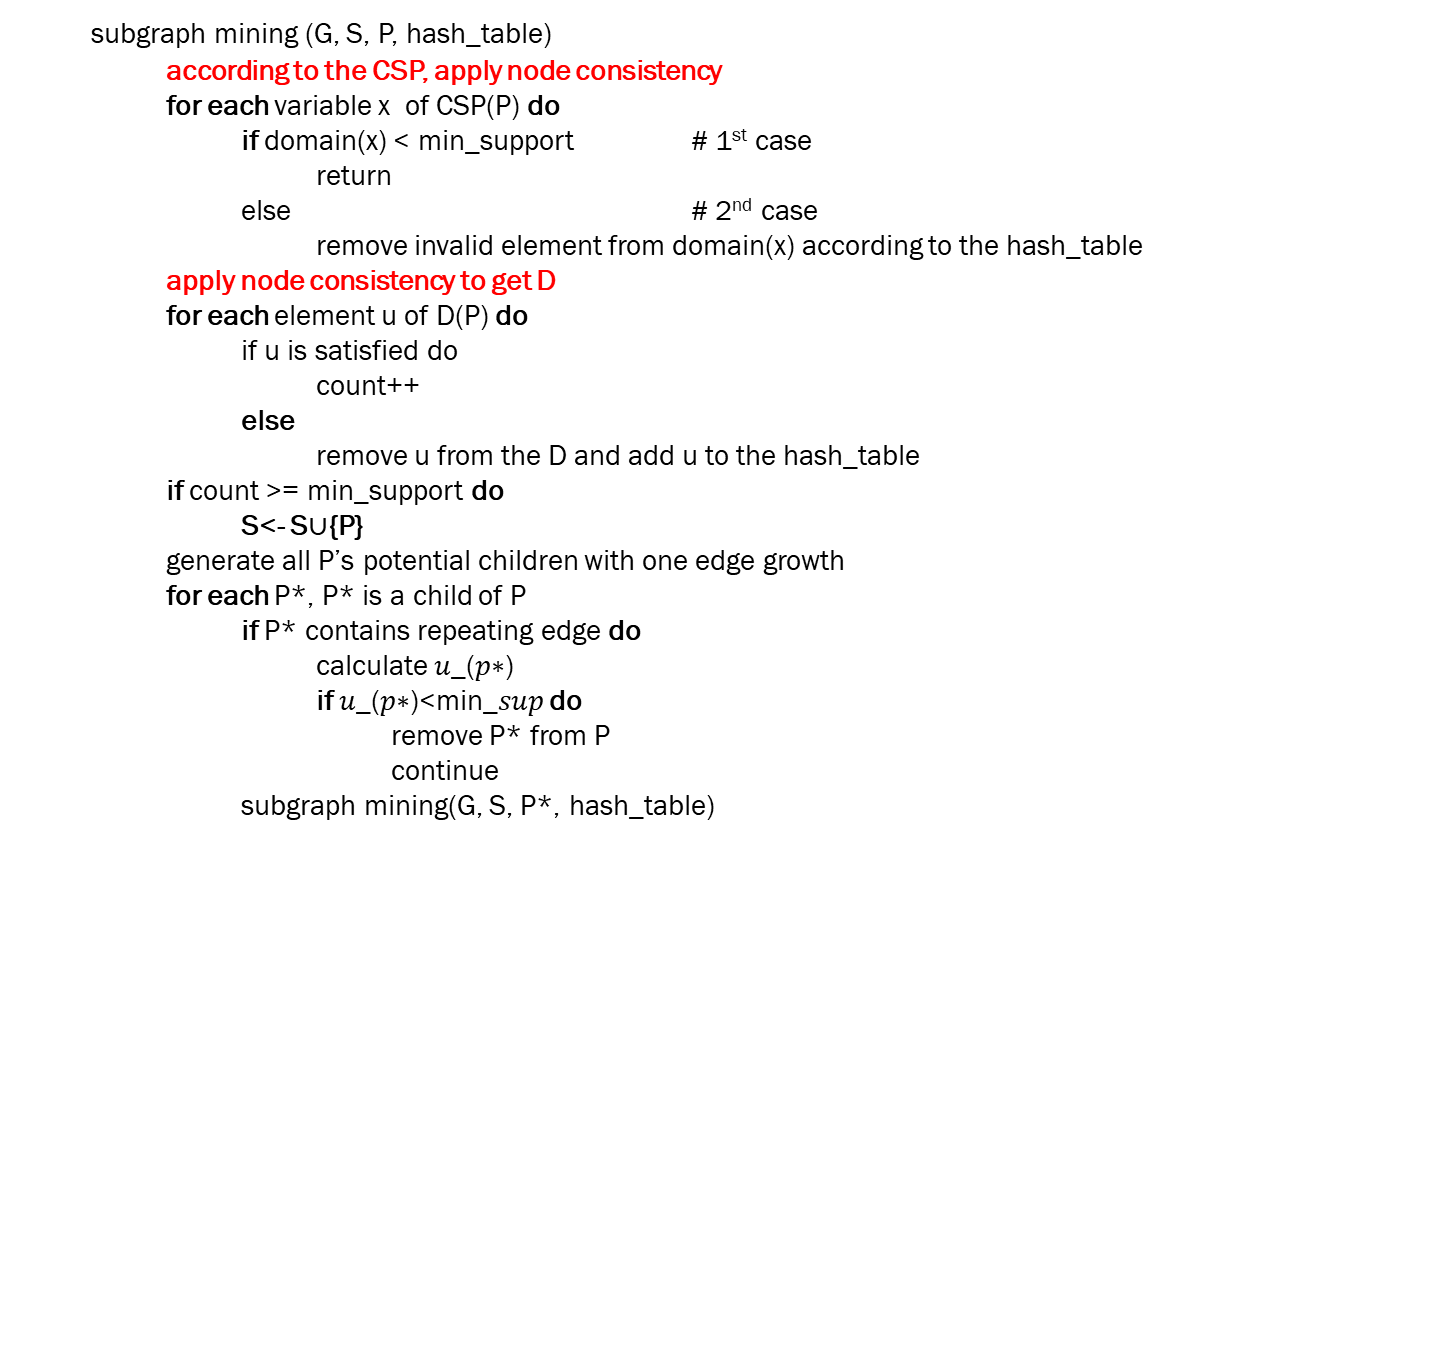 subgraph mining (G, S, P, hash_table)
according to the CSP, apply node consistency
for each variable x of CSP(P) do
if domain(x) < min_support # 1st case
return
else # 2nd case
remove invalid element from domain(x) according to the hash_table
apply node consistency to get D
for each element u of D(P) do
if u is satisfied do
count++
else
remove u from the D and add u to the hash_table
if count >= min_support do
S<- S∪{P}
generate all P’s potential children with one edge growth
for each P*, P* is a child of P
if P* contains repeating edge do
calculate 𝑢_(𝑝∗)
if 𝑢_(𝑝∗)<min_𝑠𝑢𝑝 do
remove P* from P
continue
subgraph mining(G, S, P*, hash_table)